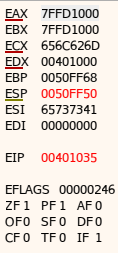 EAX 7FFD1000
EBX 7FFD1000
ECX 656C626D
EDX 00401000
EBP 0050FF68
ESP 0050FF50
ESI 65737341
EDI 00000000
EIP 00401035
EFLAGS 00000246
ZF 1 PF 1 AF 0
OF 0 SF 0 DF 0
CF 0 TF 0 IF 1